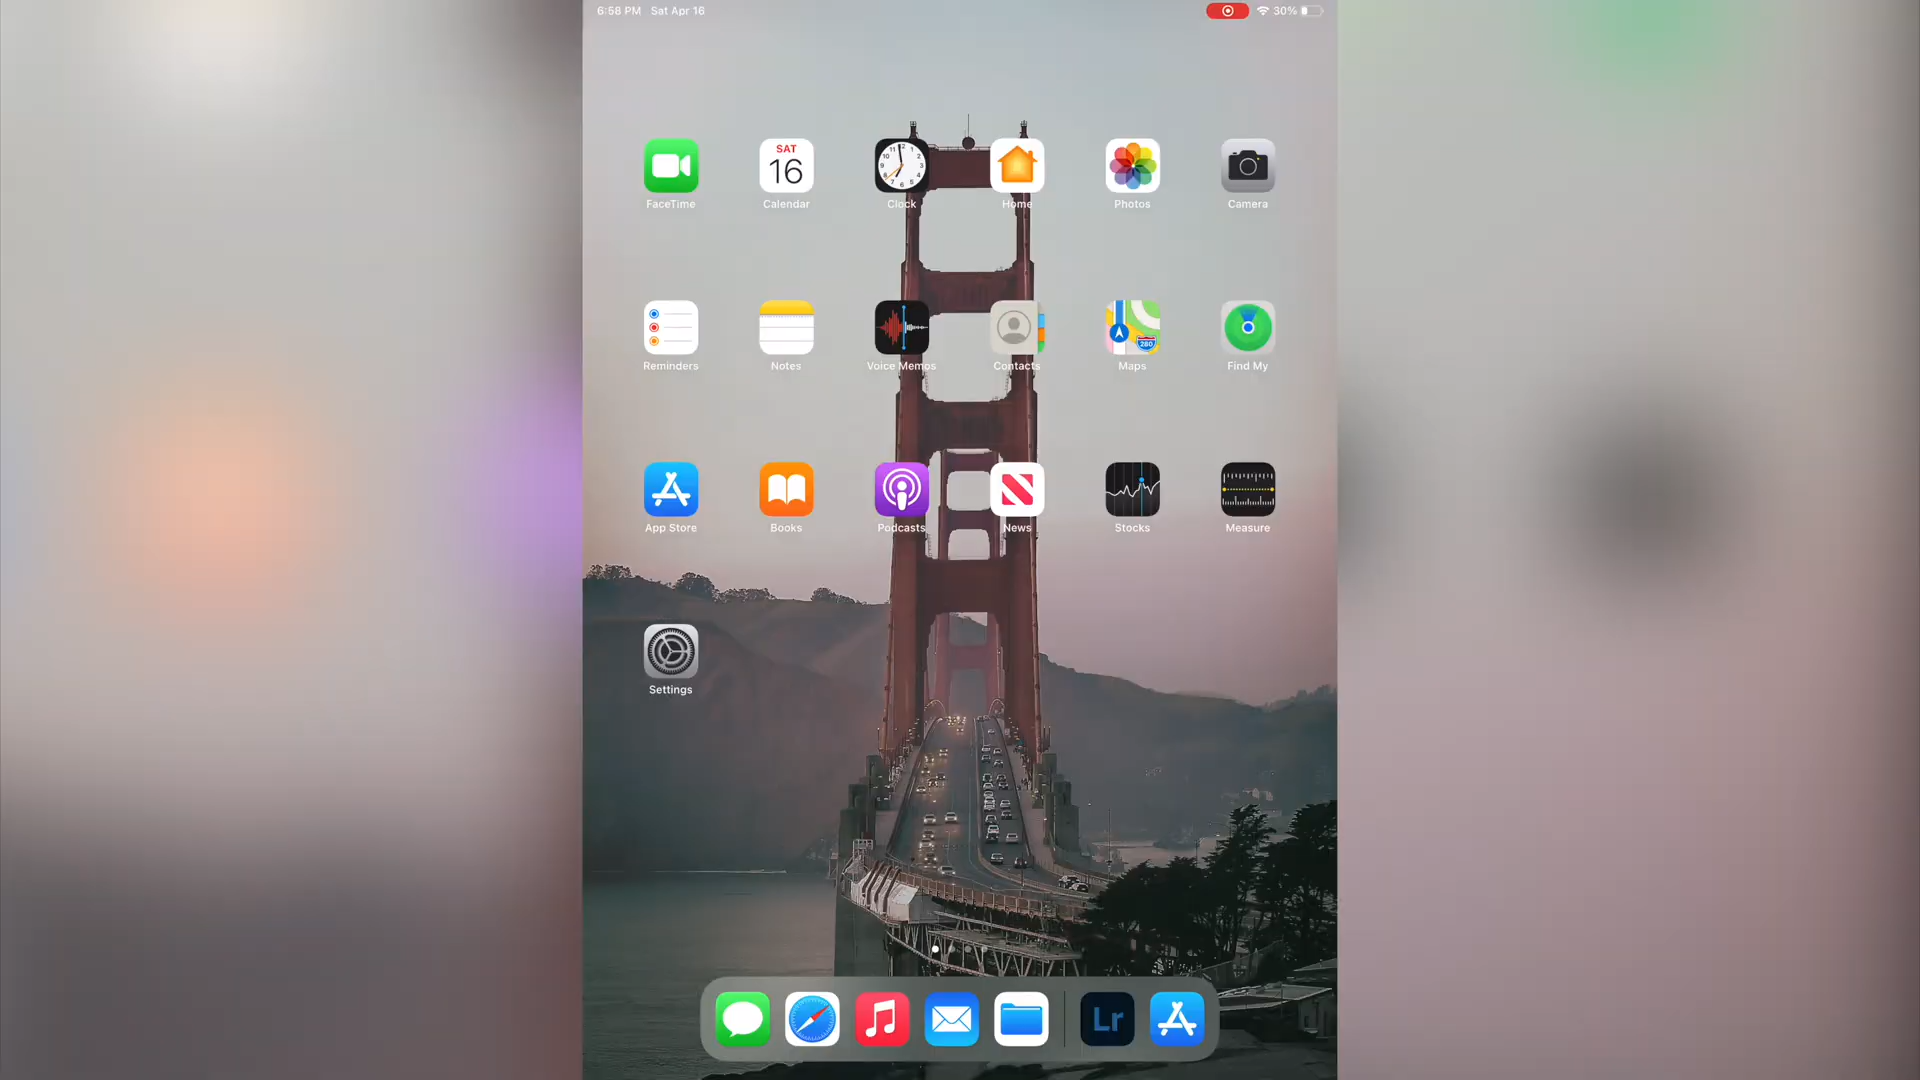 6:58 PM Sat Apr 16 30%
SAT
16
FaceTime Calendar Clock Home Photos Camera
280
Reminders Notes Voice Memos Contacts Maps Find My
App Store Books Podcasts News Stocks Measure
Settings
Lr